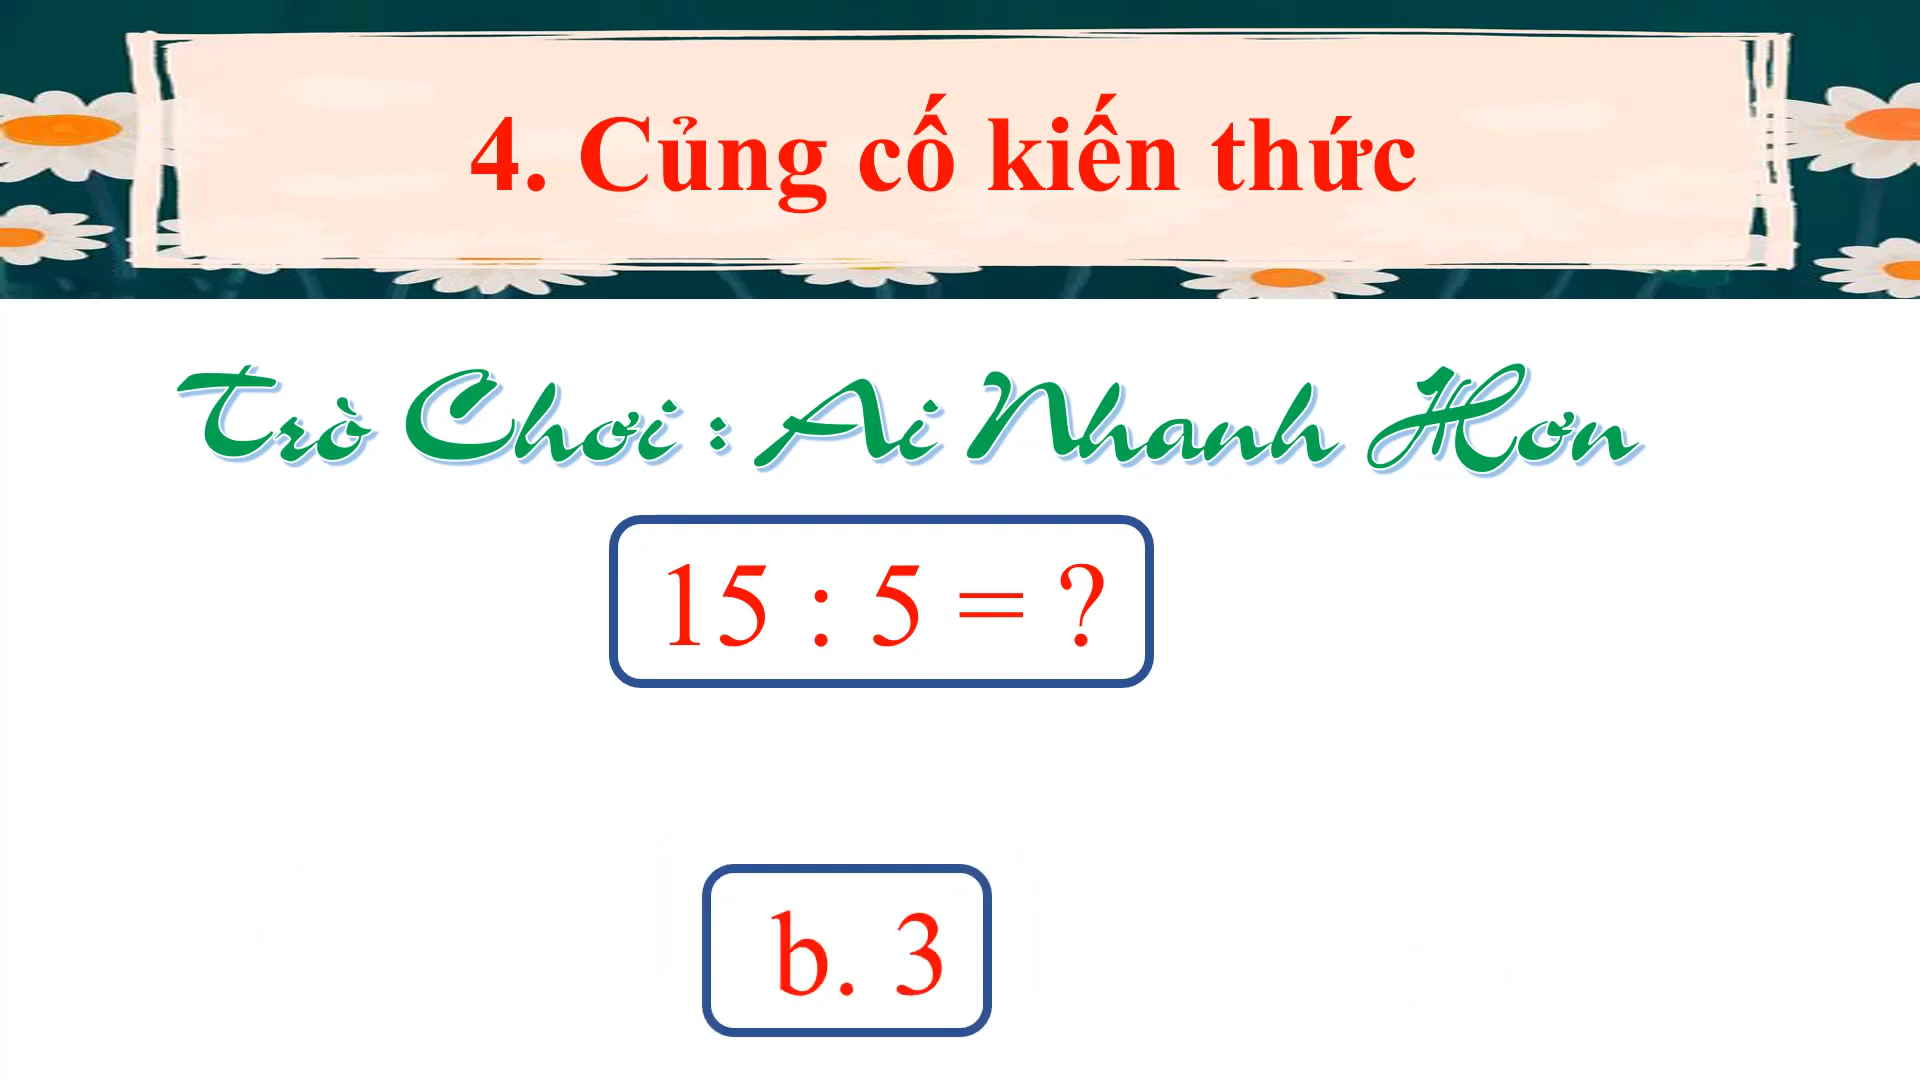 4. Củng cố kiến thức
Trò Chơi : Ai Nhanh Hơn
15 : 5 = ?
b. 3